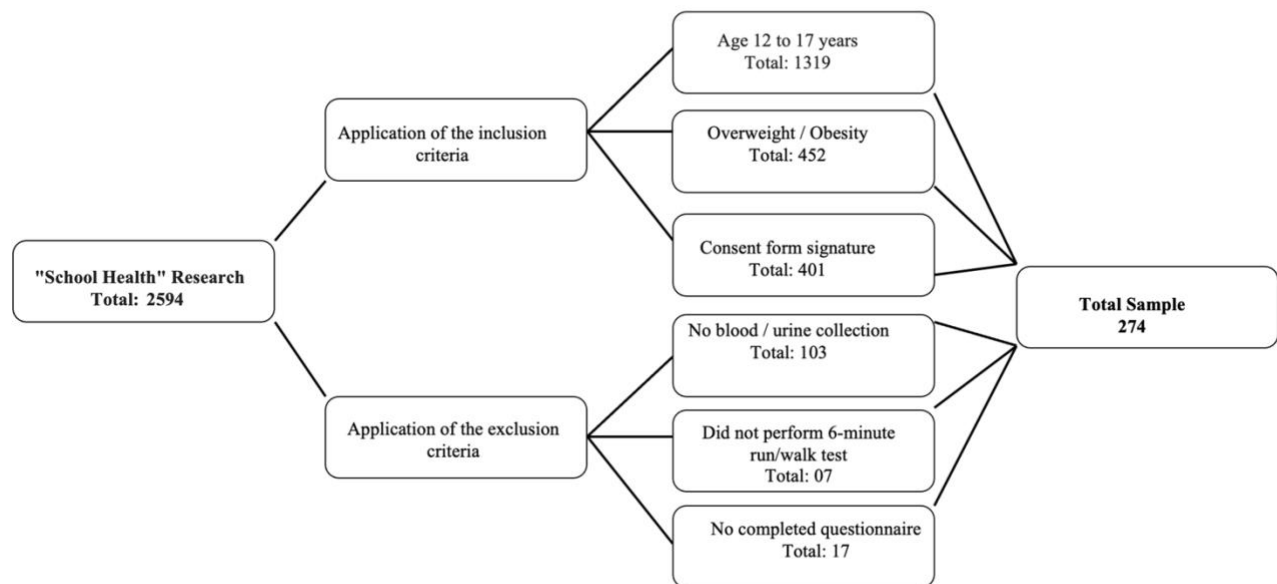 Age 12 to 17 years
Total: 1319
Application of the inclusion
criteria
Overweight / Obesity
Total: 452
Consent form signature
Total: 401
"School Health" Research
Total: 2594
Total Sample
274
No blood / urine collection
Total: 103
Application of the exclusion
criteria
Did not perform 6-minute
run/walk test
Total: 07
No completed questionnaire
Total: 17